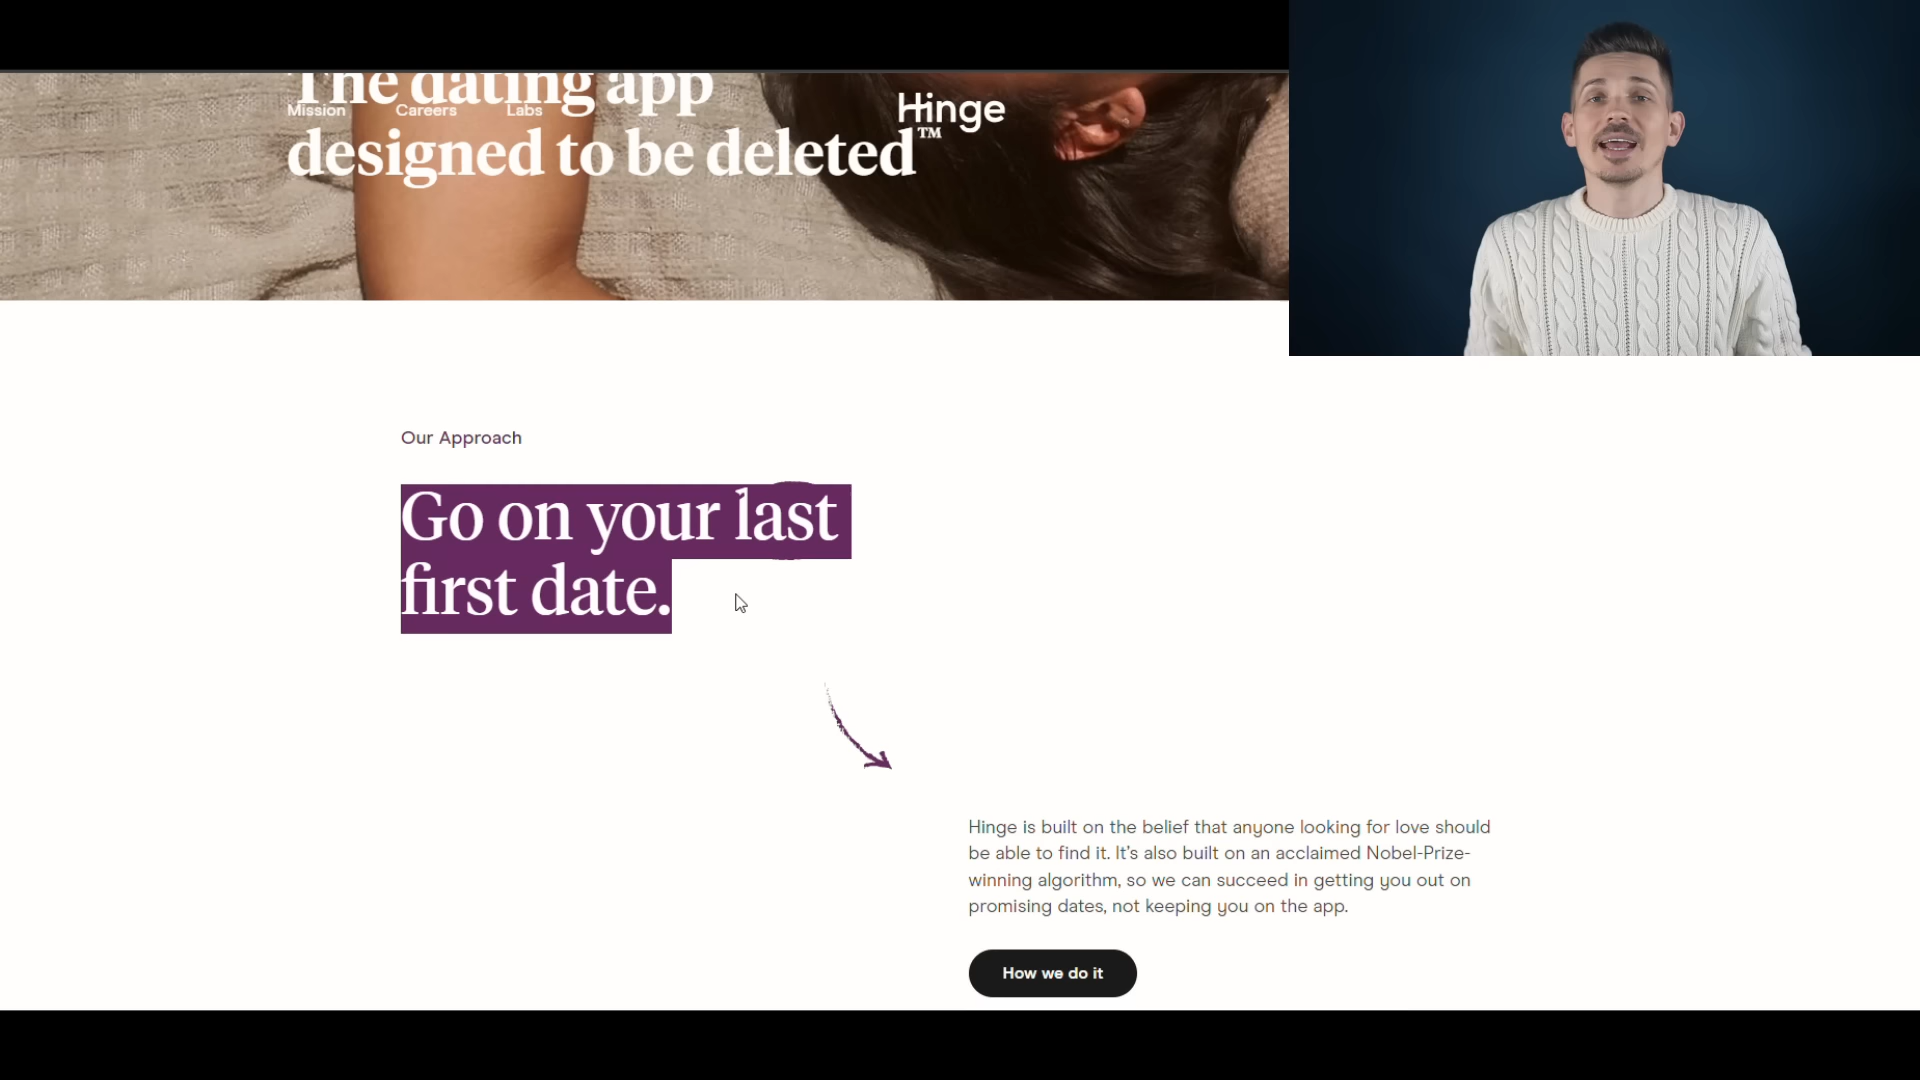 The dating app
Mission Careers Labs
Hinge
designed to be deleted™
Our Approach
Go on your last
first date.
Hinge is built on the belief that anyone looking for love should
be able to find it. It’s also built on an acclaimed Nobel-Prize-
winning algorithm, so we can succeed in getting you out on
promising dates, not keeping you on the app.
How we do it